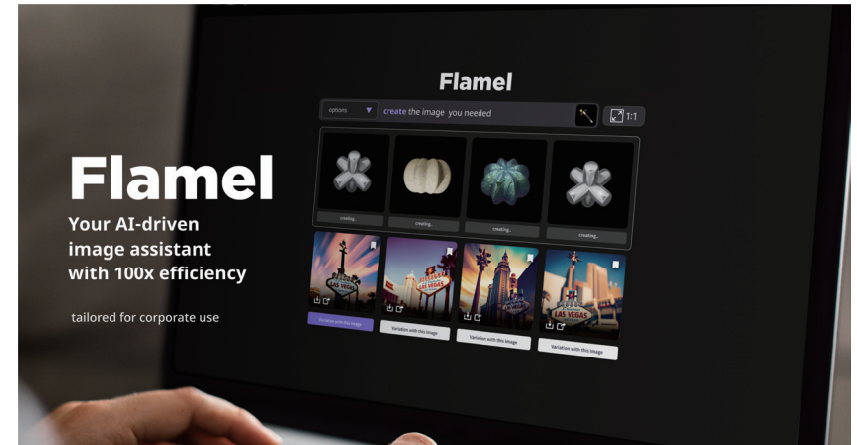 Flamel
options
create the image you needed
1:1
creating..
creating..
creating..
creating..
LAS VEGAS
LAS VEGAS
LAS VEGAS
Variation with this image
Variation with this image
Variation with this image
Variation with this image
Flamel
Your AI-driven
image assistant
with 100x efficiency
tailored for corporate use